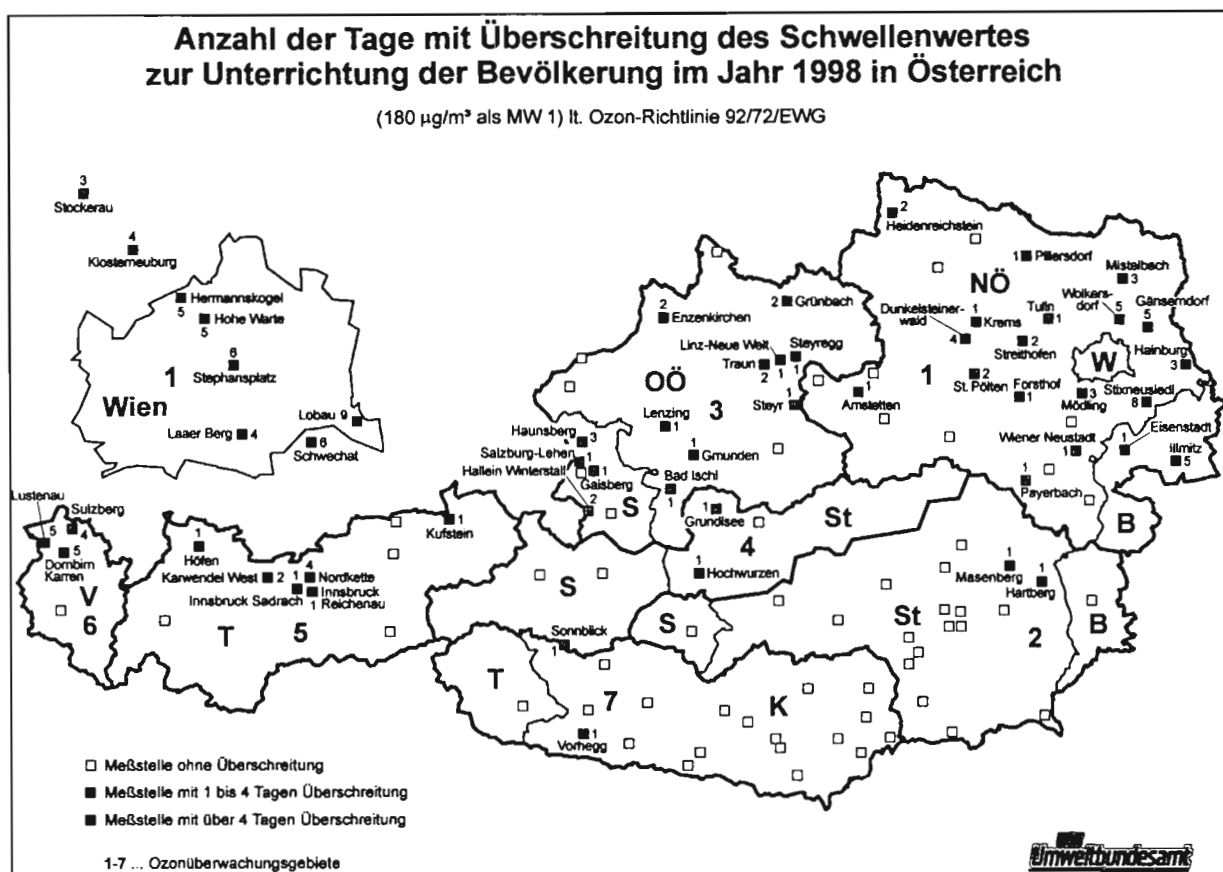 Anzahl der Tage mit Überschreitung des Schwellenwertes
zur Unterrichtung der Bevölkerung im Jahr 1998 in Österreich
(180 µg/m³ als MW 1) lt. Ozon-Richtlinie 92/72/EWG
3
Stockerau
4
Klosterneuburg
Hermannskogel
5
Hohe Warte
5
6
Stephansplatz
1
Wien
Lobau 9
Laaer Berg 4
6
Schwechat
2
Heidenreichstein
1 Pillersdorf
Mistelbach
3
NÖ
Wolkers-
dorf
5
Gänserndorf
5
Dunkelsteiner-
wald
4
1
Krems
Tulln
1
2
Streithofen
Hainburg
3
W
1
2
St. Pölten
Forsthof
1
3
Mödling
Stixneusiedl
8
1
Amstetten
Wiener Neustadt
1
Eisenstadt
1
Illmitz
5
1
Payerbach
B
2
Enzenkirchen
2 Grünbach
Linz-Neue Welt
1
Steyregg
1
Traun
2
OÖ
3
Steyr
1
Lenzing
1
1
Gmunden
Haunsberg
3
Salzburg-Lehen
1
1
Gaisberg
Hallein Winterstall
2
S
Bad Ischl
1
1
Grundlsee
St
4
1
Hochwurzen
Lustenau
5
Sulzberg
4
5
Dornbirn
Karren
V
6
1
Höfen
Kufstein
1
Karwendel West 2
4
Nordkette
Innsbruck Sadrach
1
Innsbruck
1 Reichenau
T
5
S
S
Sonnblick
1
T
7
K
1
Vorhegg
1
Masenberg
1
Hartberg
St
2
B
Meßstelle ohne Überschreitung
Meßstelle mit 1 bis 4 Tagen Überschreitung
Meßstelle mit über 4 Tagen Überschreitung
1-7 ... Ozonüberwachungsgebiete
Umweltbundesamt